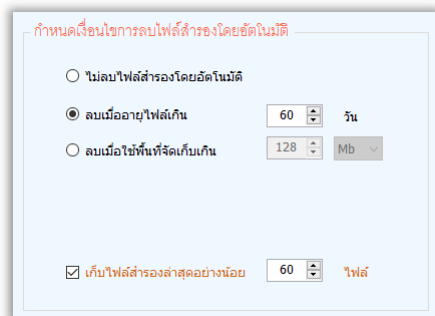 กำหนดเงื่อนไขการลบไฟล์สำรองโดยอัตโนมัติ
ไม่ลบไฟล์สำรองโดยอัตโนมัติ
ลบเมื่ออายุไฟล์เกิน 60 วัน
ลบเมื่อใช้พื้นที่จัดเก็บเกิน 128 Mb
เก็บไฟล์สำรองล่าสุดอย่างน้อย 60 ไฟล์